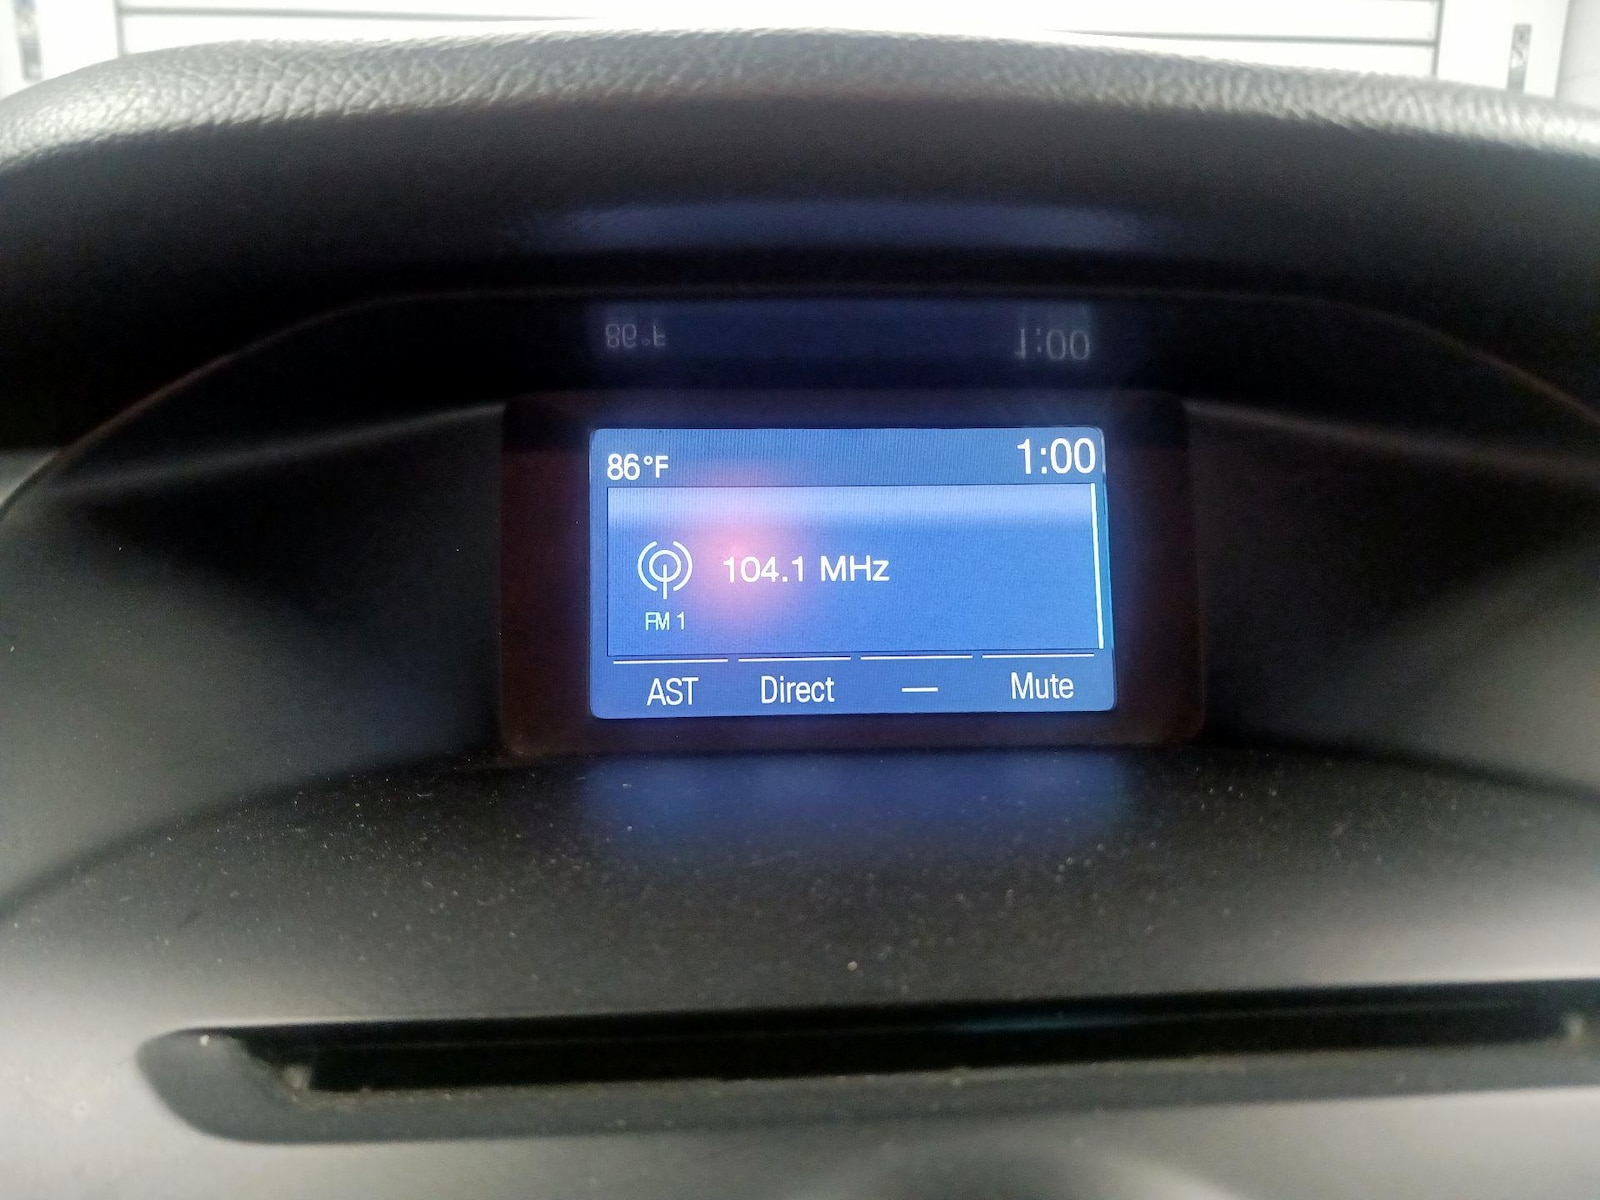 86°F 1:00
104.1 MHz
FM 1
AST Direct — Mute